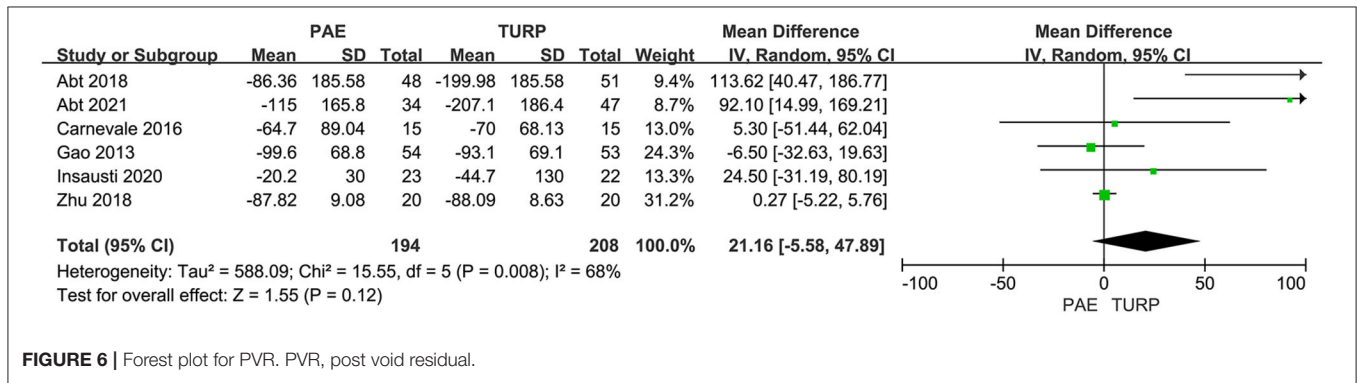 PAE TURP Mean Difference Mean Difference
Study or Subgroup Mean SD Total Mean SD Total Weight IV, Random, 95% CI IV, Random, 95% CI
Abt 2018 -86.36 185.58 48 -199.98 185.58 51 9.4% 113.62 [40.47, 186.77]
Abt 2021 -115 165.8 34 -207.1 186.4 47 8.7% 92.10 [14.99, 169.21]
Carnevale 2016 -64.7 89.04 15 -70 68.13 15 13.0% 5.30 [-51.44, 62.04]
Gao 2013 -99.6 68.8 54 -93.1 69.1 53 24.3% -6.50 [-32.63, 19.63]
Insausti 2020 -20.2 30 23 -44.7 130 22 13.3% 24.50 [-31.19, 80.19]
Zhu 2018 -87.82 9.08 20 -88.09 8.63 20 31.2% 0.27 [-5.22, 5.76]
Total (95% CI) 194 208 100.0% 21.16 [-5.58, 47.89]
Heterogeneity: Tau² = 588.09; Chi² = 15.55, df = 5 (P = 0.008); I² = 68%
Test for overall effect: Z = 1.55 (P = 0.12)
-100 -50 0 50 100
PAE TURP
FIGURE 6 | Forest plot for PVR. PVR, post void residual.